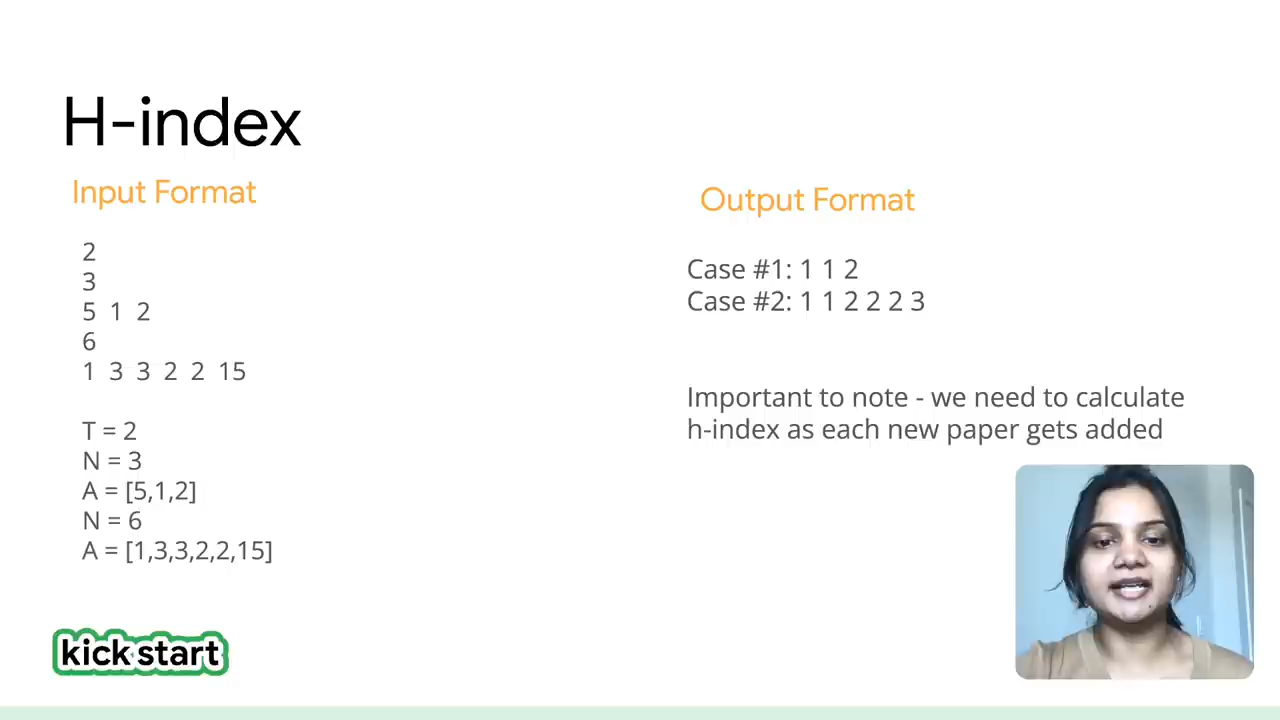 H-index
Input Format
2
3
5 1 2
6
1 3 3 2 2 15
T = 2
N = 3
A = [5,1,2]
N = 6
A = [1,3,3,2,2,15]
Output Format
Case #1: 1 1 2
Case #2: 1 1 2 2 2 3
Important to note - we need to calculate
h-index as each new paper gets added
kick start